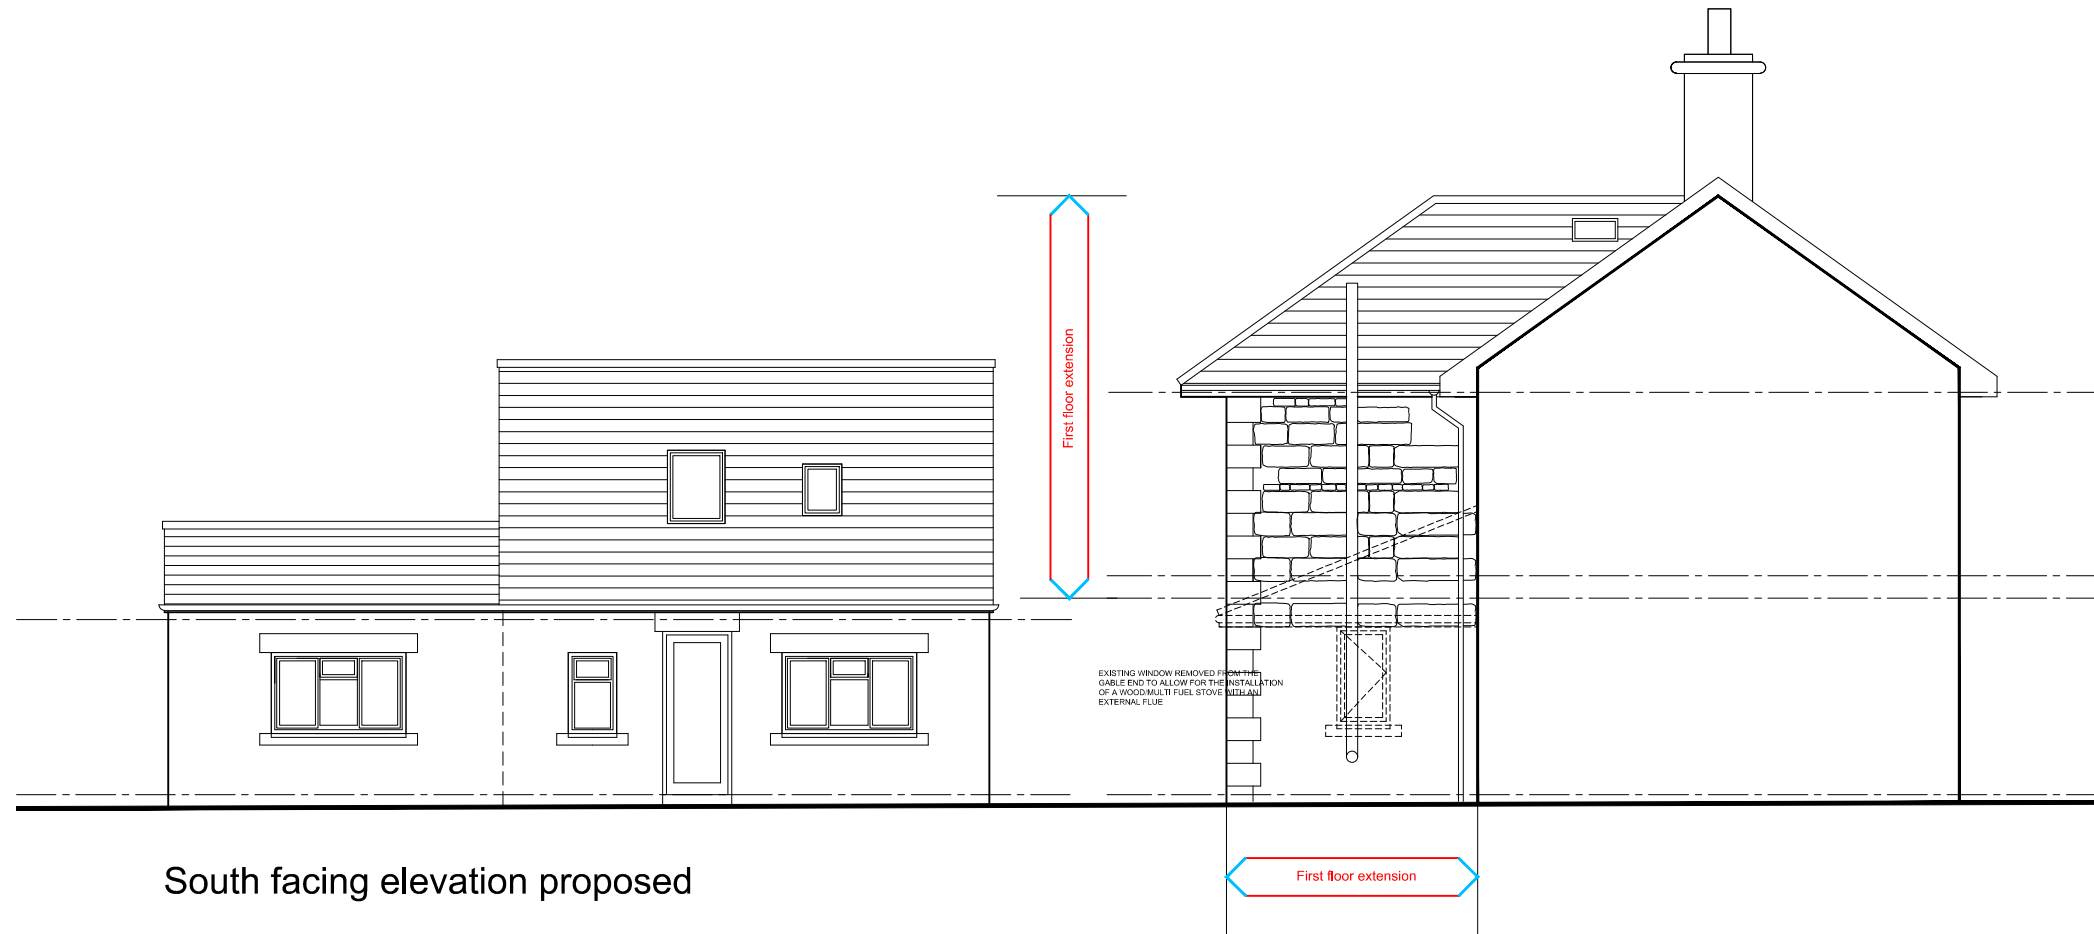 First floor extension
EXISTING WINDOW REMOVED FROM THE
GABLE END TO ALLOW FOR THE INSTALLATION
OF A WOOD/MULTI FUEL STOVE WITH AN
EXTERNAL FLUE
South facing elevation proposed
First floor extension